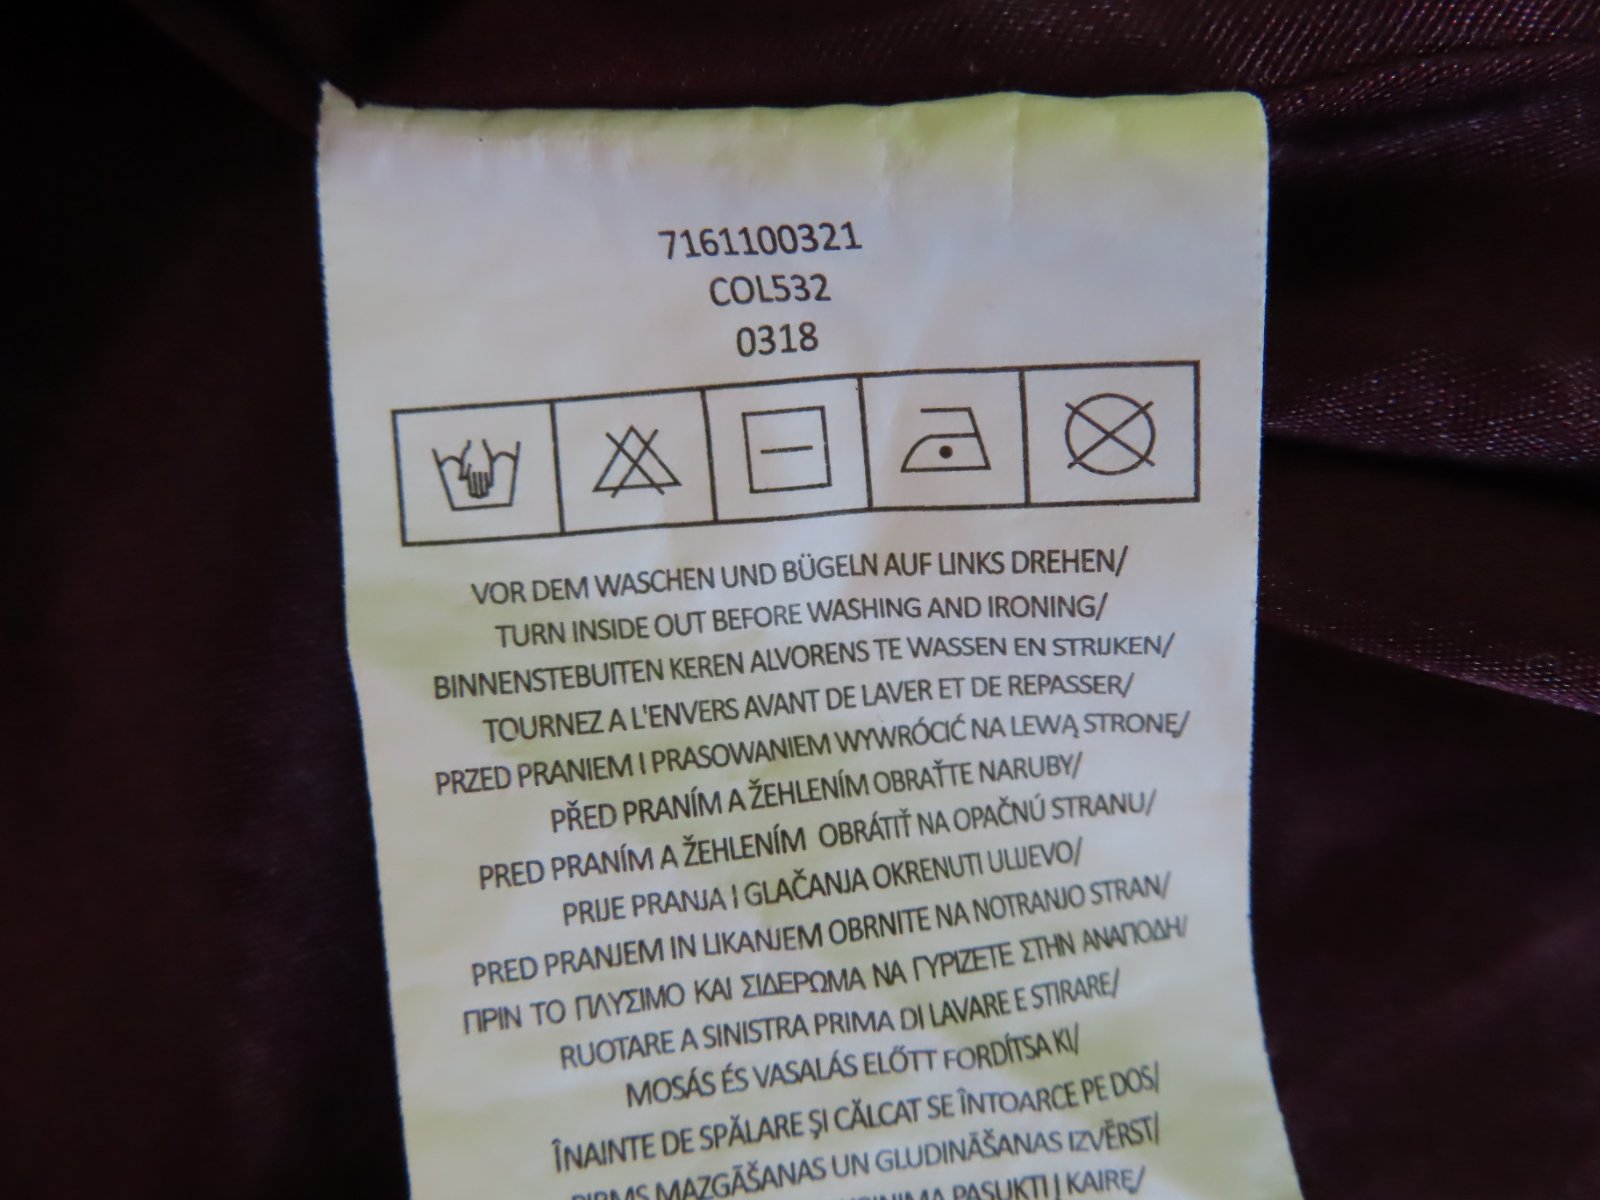 7161100321
COL532
0318
VOR DEM WASCHEN UND BÜGELN AUF LINKS DREHEN/
TURN INSIDE OUT BEFORE WASHING AND IRONING/
BINNENSTEBUITEN KEREN ALVORENS TE WASSEN EN STRIJKEN/
TOURNEZ A L'ENVERS AVANT DE LAVER ET DE REPASSER/
PRZED PRANIEM I PRASOWANIEM WYWRÓCIĆ NA LEWĄ STRONĘ/
PŘED PRANÍM A ŽEHLENÍM OBRAŤTE NARUBY/
PRED PRANÍM A ŽEHLENÍM OBRÁTIŤ NA OPAČNÚ STRANU/
PRIJE PRANJA I GLAČANJA OKRENUTI ULIJEVO/
PRED PRANJEM IN LIKANJEM OBRNITE NA NOTRANJO STRAN/
ΠΡΙΝ ΤΟ ΠΛΥΣΙΜΟ ΚΑΙ ΣΙΔΕΡΩΜΑ ΝΑ ΓΥΡΙΖΕΤΕ ΣΤΗΝ ΑΝΑΠΟΔΗ/
RUOTARE A SINISTRA PRIMA DI LAVARE E STIRARE/
MOSÁS ÉS VASALÁS ELŐTT FORDÍTSA KI/
ÎNAINTE DE SPĂLARE ŞI CĂLCAT SE ÎNTOARCE PE DOS/
PIRMS MAZGĀŠANAS UN GLUDINĀŠANAS IZVĒRST/
PASUKTI Į KAIRĘ/